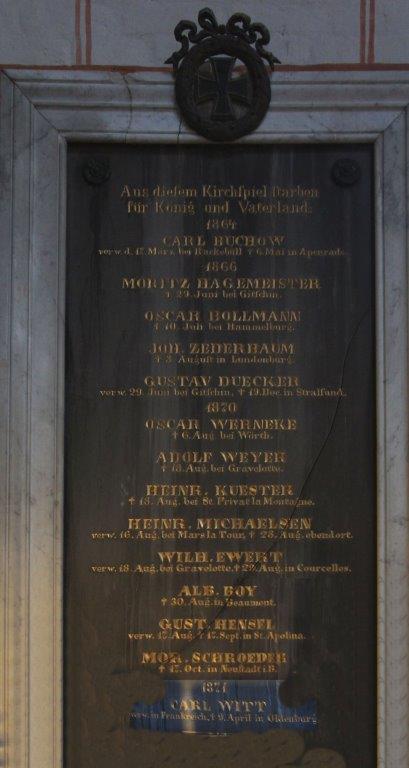 Aus diesem Kirchspiel starben
für König und Vaterland:
1864
CARL BUCHOW
verw. d. 17. März bei Rackebüll † 6. Mai in Apenrade.
1866
MORITZ HAGEMEISTER
† 29. Juni bei Gitschin.
OSCAR BOLLMANN
† 10. Juli bei Hammelburg.
JOH. ZEDERBAUM
† 3. August in Lundenburg.
GUSTAV DUECKER
verw. 29. Juni bei Gitschin, † 19. Dec. in Stralsund.
1870
OSCAR WERNEKE
† 6. Aug. bei Wörth.
ADOLF WEYER
† 18. Aug. bei Gravelotte.
HEINR. KUESTER
† 18. Aug. bei St. Privat la Montagne.
HEINR. MICHAELSEN
verw. 16. Aug. bei Mars la Tour, † 28. Aug. ebendort.
WILH. EWERT
verw. 18. Aug. bei Gravelotte, † 29. Aug. in Courcelles.
ALB. BOY
† 30. Aug. in Beaumont.
GUST. HENSEL
verw. 17. Aug. † 17. Sept. in St. Apolina.
MOR. SCHROEDER
† 17. Oct. in Neustadt i. B.
1871
CARL WITT
verw. in Frankreich, † 9. April in Oldenburg